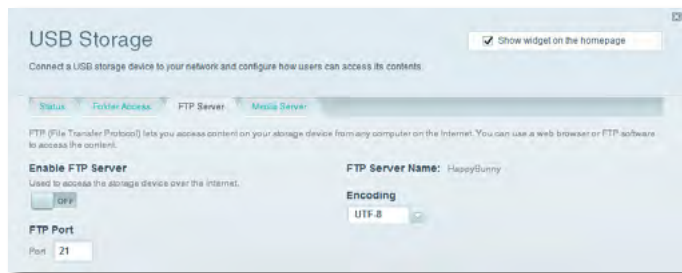 USB Storage
Show widget on the homepage
Connect a USB storage device to your network and configure how users can access its contents.
Status
Folder Access
FTP Server
Media Server
FTP (File Transfer Protocol) lets you access content on your storage device from any computer on the Internet. You can use a web browser or FTP software
to access the content.
Enable FTP Server
Used to access the storage device over the internet.
OFF
FTP Server Name: HappyBunny
Encoding
UTF-8
FTP Port
Port 21